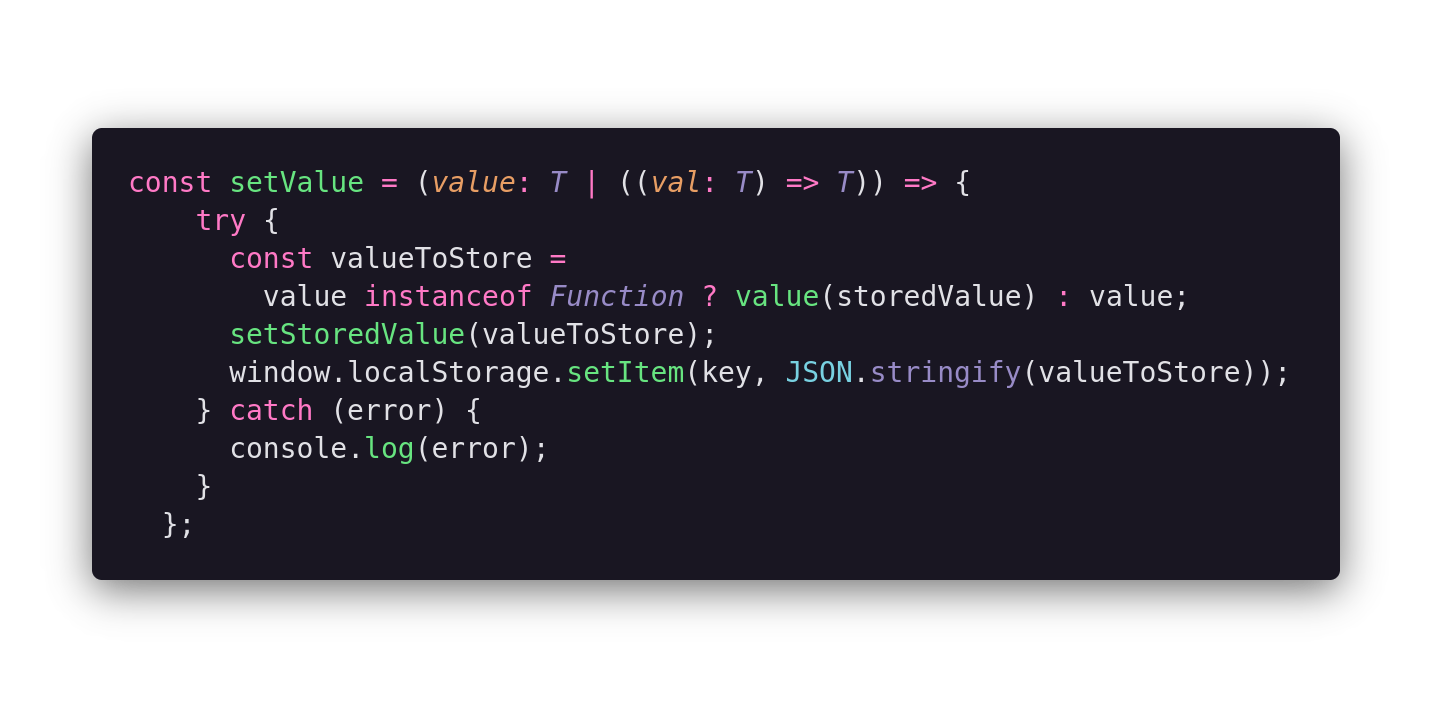 const setValue = (value: T | ((val: T) => T)) => {
    try {
      const valueToStore =
        value instanceof Function ? value(storedValue) : value;
      setStoredValue(valueToStore);
      window.localStorage.setItem(key, JSON.stringify(valueToStore));
    } catch (error) {
      console.log(error);
    }
  };